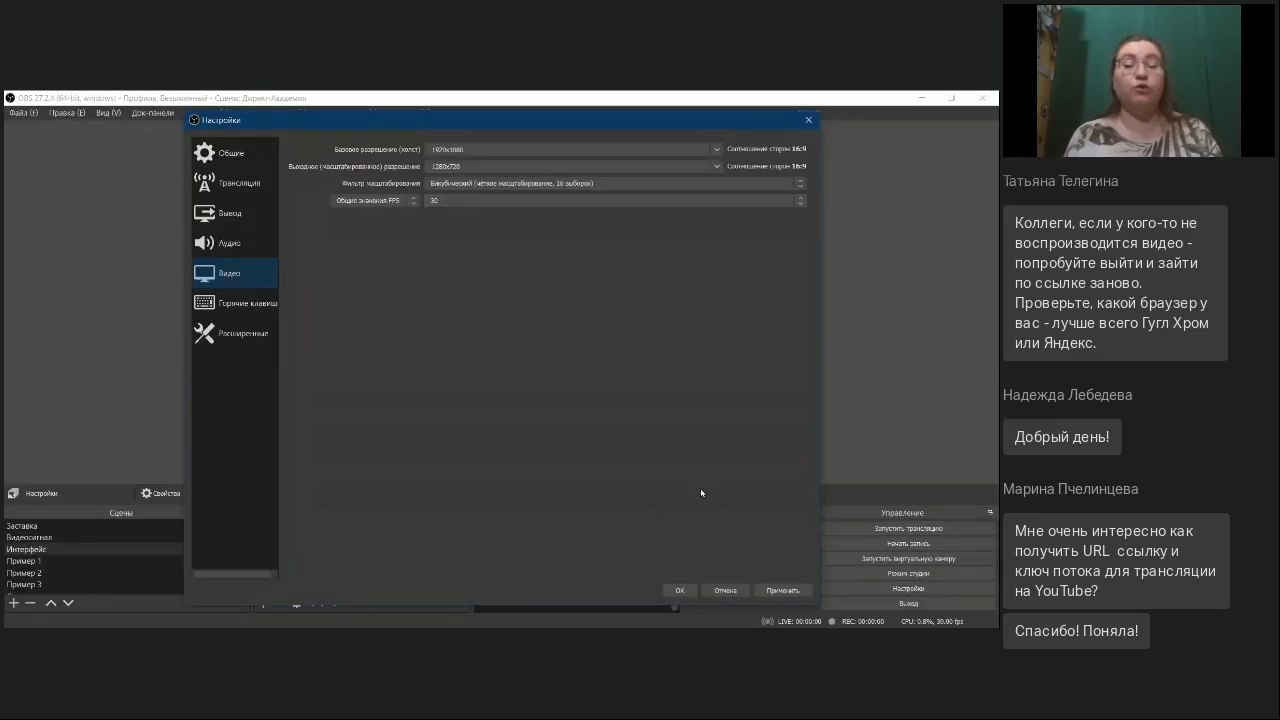 OBS 27.2.4 (64-bit, windows) - Профиль: Безымянный - Сцены: Директ-Академия
Файл (F) Правка (E) Вид (V) Док-панели
Настройки
Общие
Трансляция
Вывод
Аудио
Видео
Горячие клавиш
Расширенные
Базовое разрешение (холст) 1920x1080 Соотношение сторон 16:9
Выходное (масштабированное) разрешение 1280x720 Соотношение сторон 16:9
Фильтр масштабирования Бикубический (чёткое масштабирование, 16 выборок)
Общие значения FPS 30
ОК Отмена Применить
Настройки Свойства
Сцены
Заставка
Видеосигнал
Интерфейс
Пример 1
Пример 2
Пример 3
Управление
Запустить трансляцию
Начать запись
Запустить виртуальную камеру
Режим студии
Настройки
Выход
LIVE: 00:00:00 REC: 00:00:00 CPU: 0.8%, 30.00 fps
Татьяна Телегина
Коллеги, если у кого-то не
воспроизводится видео -
попробуйте выйти и зайти
по ссылке заново.
Проверьте, какой браузер у
вас - лучше всего Гугл Хром
или Яндекс.
Надежда Лебедева
Добрый день!
Марина Пчелинцева
Мне очень интересно как
получить URL ссылку и
ключ потока для трансляции
на YouTube?
Спасибо! Поняла!